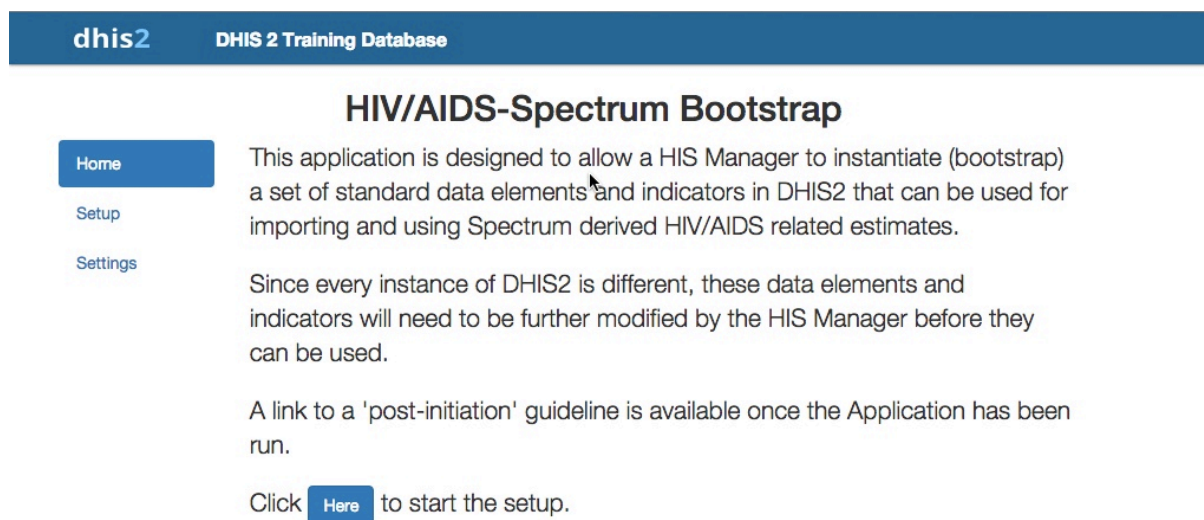 dhis2 DHIS 2 Training Database
HIV/AIDS-Spectrum Bootstrap
Home
Setup
Settings
This application is designed to allow a HIS Manager to instantiate (bootstrap)
a set of standard data elements and indicators in DHIS2 that can be used for
importing and using Spectrum derived HIV/AIDS related estimates.
Since every instance of DHIS2 is different, these data elements and
indicators will need to be further modified by the HIS Manager before they
can be used.
A link to a 'post-initiation' guideline is available once the Application has been
run.
Click Here to start the setup.